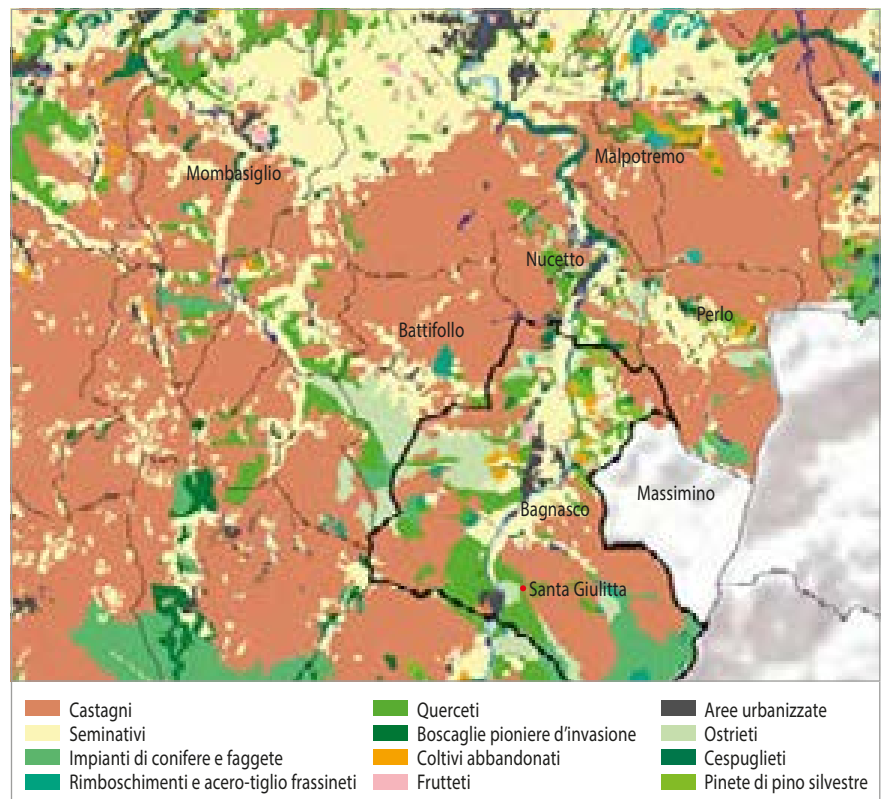 Mombasiglio
Malpotremo
Nucetto
Perlo
Battifollo
Massimino
Bagnasco
Santa Giulitta
Castagni
Seminativi
Impianti di conifere e faggete
Rimboschimenti e acero-tiglio frassineti
Querceti
Boscaglie pioniere d'invasione
Coltivi abbandonati
Frutteti
Aree urbanizzate
Ostrieti
Cespuglieti
Pinete di pino silvestre